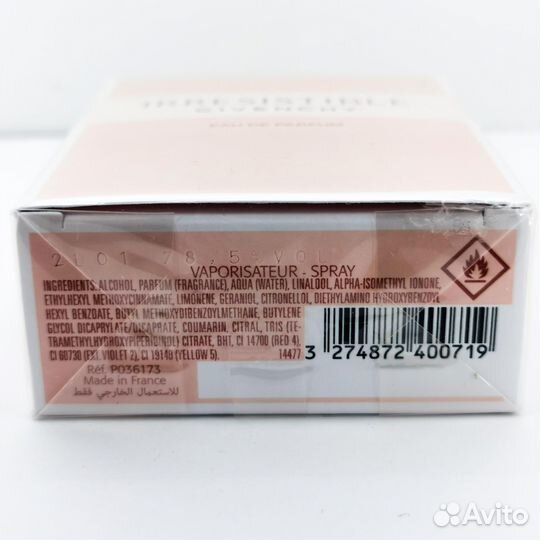 IRRESISTIBLE
GIVENCHY
EAU DE PARFUM
2L01 78,5°VOL
VAPORISATEUR - SPRAY
INGREDIENTS: ALCOHOL, PARFUM (FRAGRANCE), AQUA (WATER), LINALOOL, ALPHA-ISOMETHYL IONONE,
ETHYLHEXYL METHOXYCINNAMATE, LIMONENE, GERANIOL, CITRONELLOL, DIETHYLAMINO HYDROXYBENZOYL
HEXYL BENZOATE, BUTYL METHOXYDIBENZOYLMETHANE, BUTYLENE
GLYCOL DICAPRYLATE/DICAPRATE, COUMARIN, CITRAL, TRIS (TE-
TRAMETHYLHYDROXYPIPERIDINOL) CITRATE, BHT, CI 14700 (RED 4),
CI 60730 (EXT. VIOLET 2), CI 19140 (YELLOW 5). 14477
Réf. P036173
Made in France
للاستعمال الخارجي فقط
3 274872 400719
Avito